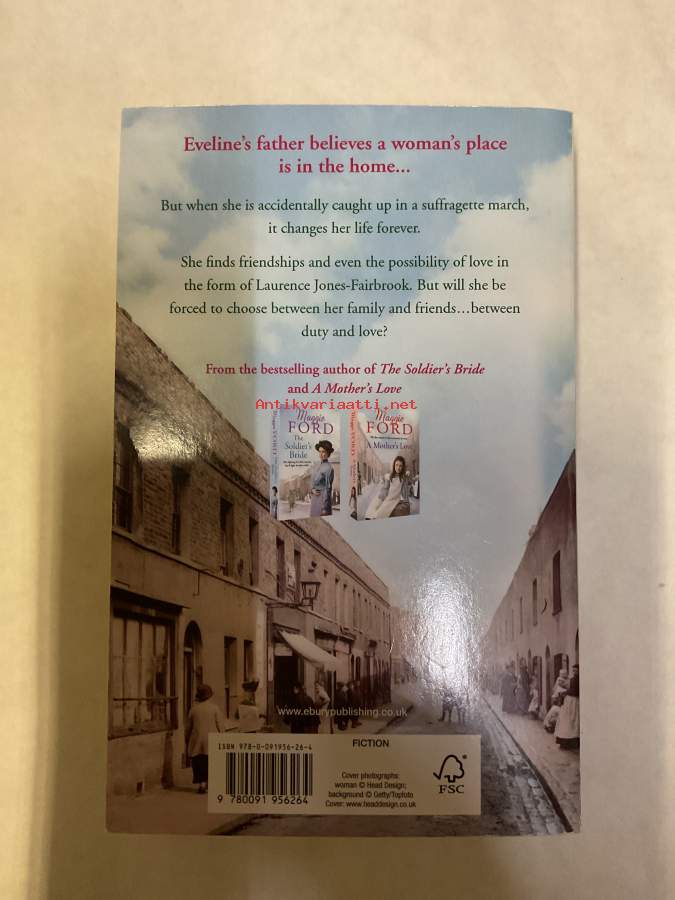 Eveline's father believes a woman's place
is in the home...
But when she is accidentally caught up in a suffragette march,
it changes her life forever.
She finds friendships and even the possibility of love in
the form of Laurence Jones-Fairbrook. But will she be
forced to choose between her family and friends...between
duty and love?
From the bestselling author of The Soldier's Bride
and A Mother's Love
Antikvariaatti.net
Maggie
FORD
The
Soldier's
Bride
Maggie
FORD
A Mother's Love
www.eburypublishing.co.uk
ISBN 978-0-091956-26-4
9 780091 956264
FICTION
Cover photographs:
woman © Head Design;
background © Getty/Topfoto
Cover: www.headdesign.co.uk
FSC